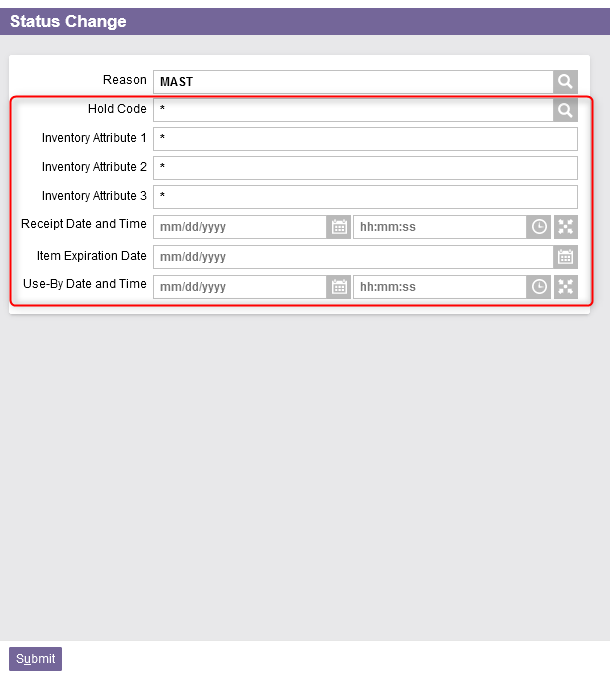 Status Change
Reason MAST
Hold Code *
Inventory Attribute 1 *
Inventory Attribute 2 *
Inventory Attribute 3 *
Receipt Date and Time mm/dd/yyyy hh:mm:ss
Item Expiration Date mm/dd/yyyy
Use-By Date and Time mm/dd/yyyy hh:mm:ss
Submit